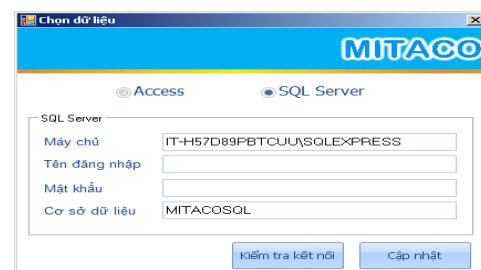 Chọn dữ liệu
MITACO
Access SQL Server
SQL Server
Máy chủ IT-H57D89PBTCUU\SQLEXPRESS
Tên đăng nhập
Mật khẩu
Cơ sở dữ liệu MITACOSQL
Kiểm tra kết nối Cập nhật